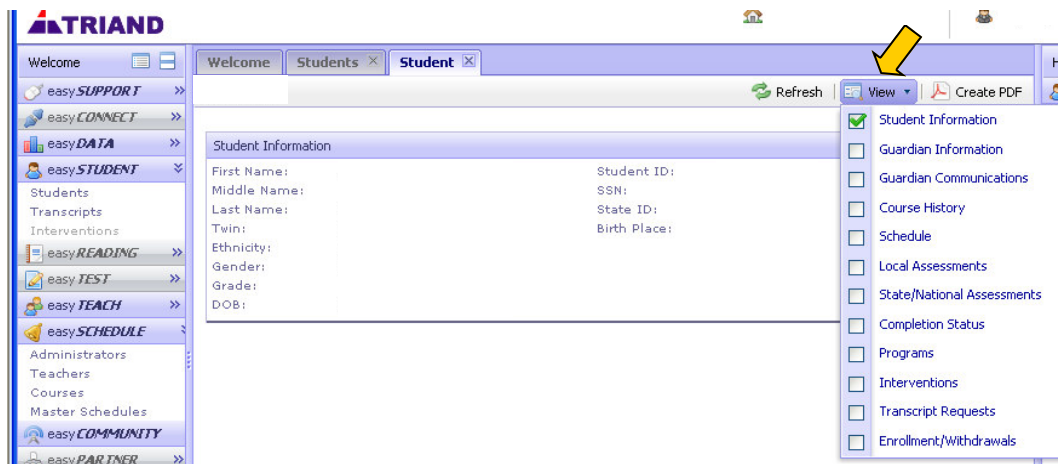 TRIAND
Welcome
easy SUPPORT »
easy CONNECT »
easy DATA »
easy STUDENT
Students
Transcripts
Interventions
easy READING »
easy TEST »
easy TEACH »
easy SCHEDULE
Administrators
Teachers
Courses
Master Schedules
easy COMMUNITY
easy PARTNER »
Welcome Students Student
Refresh View Create PDF
Student Information
First Name: Student ID:
Middle Name: SSN:
Last Name: State ID:
Twin: Birth Place:
Ethnicity:
Gender:
Grade:
DOB:
Student Information
Guardian Information
Guardian Communications
Course History
Schedule
Local Assessments
State/National Assessments
Completion Status
Programs
Interventions
Transcript Requests
Enrollment/Withdrawals